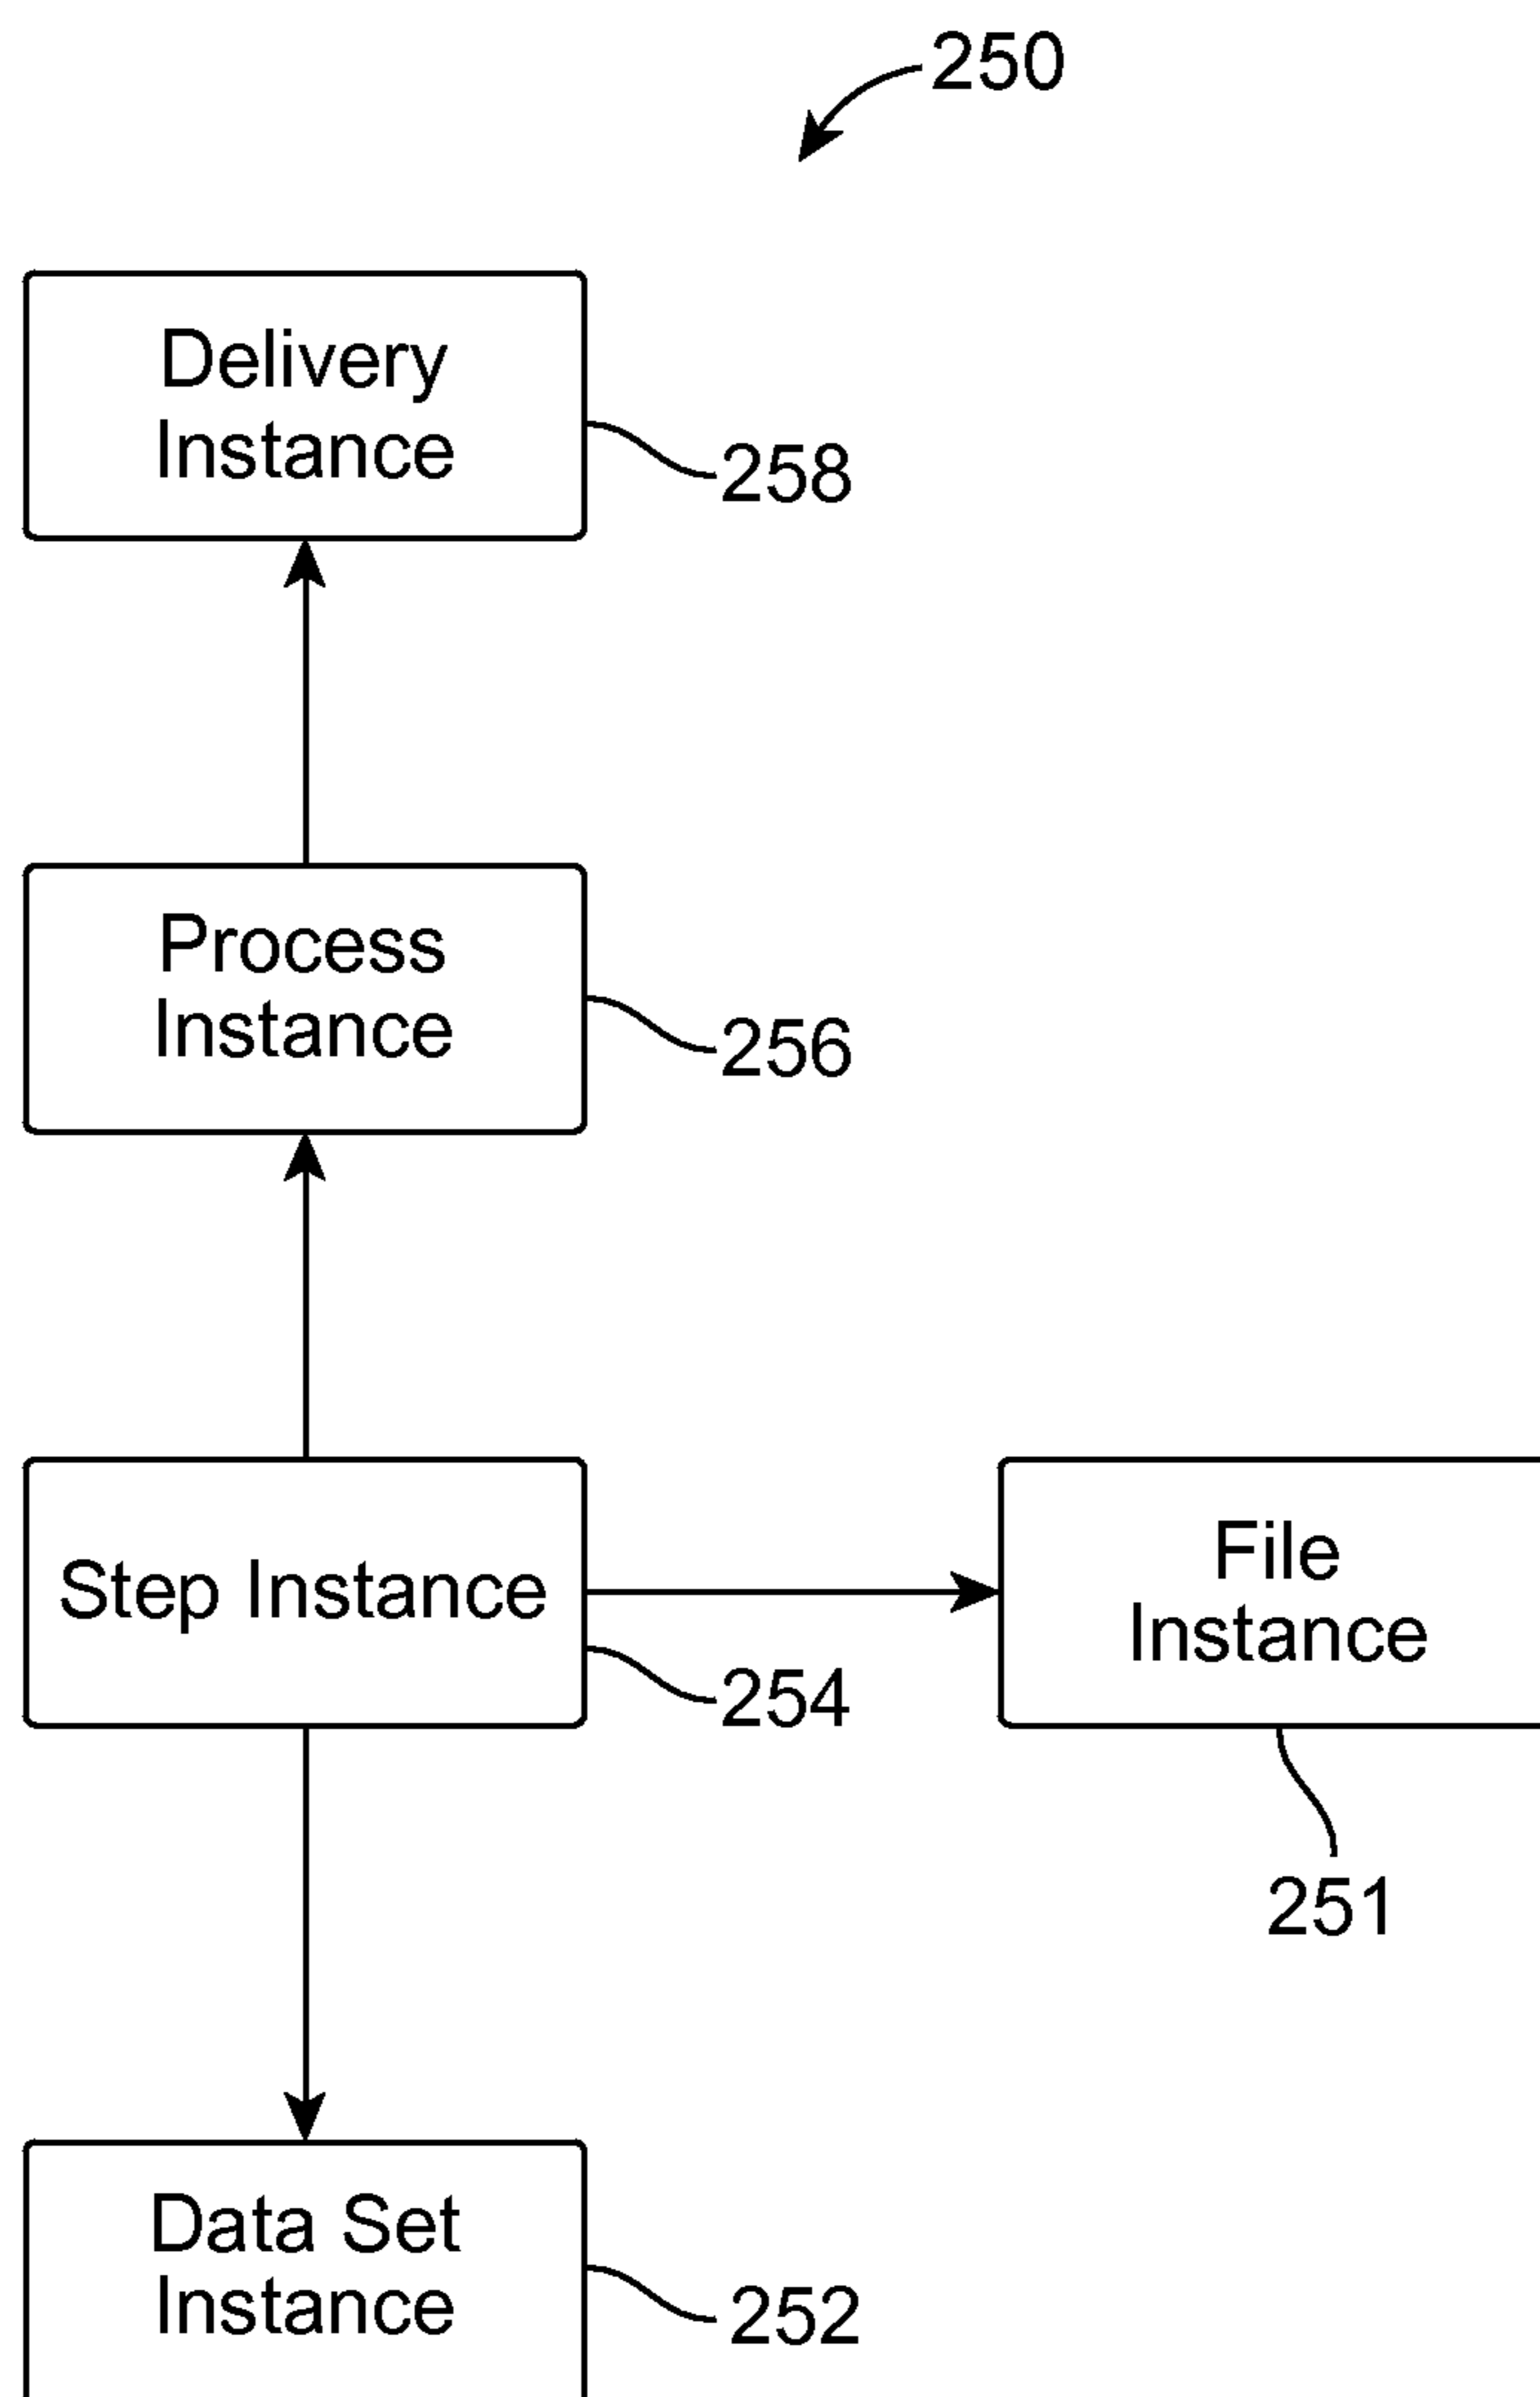 250
Delivery
Instance
258
Process
Instance
256
Step Instance
254
File
Instance
251
Data Set
Instance
252